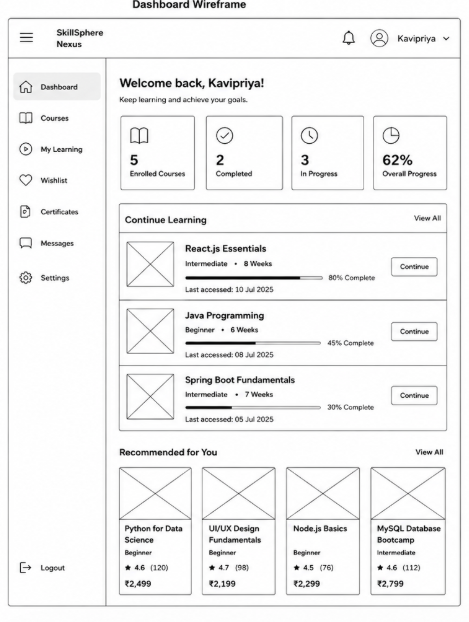 Dashboard Wireframe
SkillSphere
Nexus
Kavipriya
Dashboard
Courses
My Learning
Wishlist
Certificates
Messages
Settings
Logout
Welcome back, Kavipriya!
Keep learning and achieve your goals.
5
Enrolled Courses
2
Completed
3
In Progress
62%
Overall Progress
Continue Learning
View All
React.js Essentials
Intermediate • 8 Weeks
80% Complete
Last accessed: 10 Jul 2025
Continue
Java Programming
Beginner • 6 Weeks
45% Complete
Last accessed: 08 Jul 2025
Continue
Spring Boot Fundamentals
Intermediate • 7 Weeks
30% Complete
Last accessed: 05 Jul 2025
Continue
Recommended for You
View All
Python for Data
Science
Beginner
★ 4.6 (120)
₹2,499
UI/UX Design
Fundamentals
Beginner
★ 4.7 (98)
₹2,199
Node.js Basics
Beginner
★ 4.5 (76)
₹2,299
MySQL Database
Bootcamp
Intermediate
★ 4.6 (112)
₹2,799